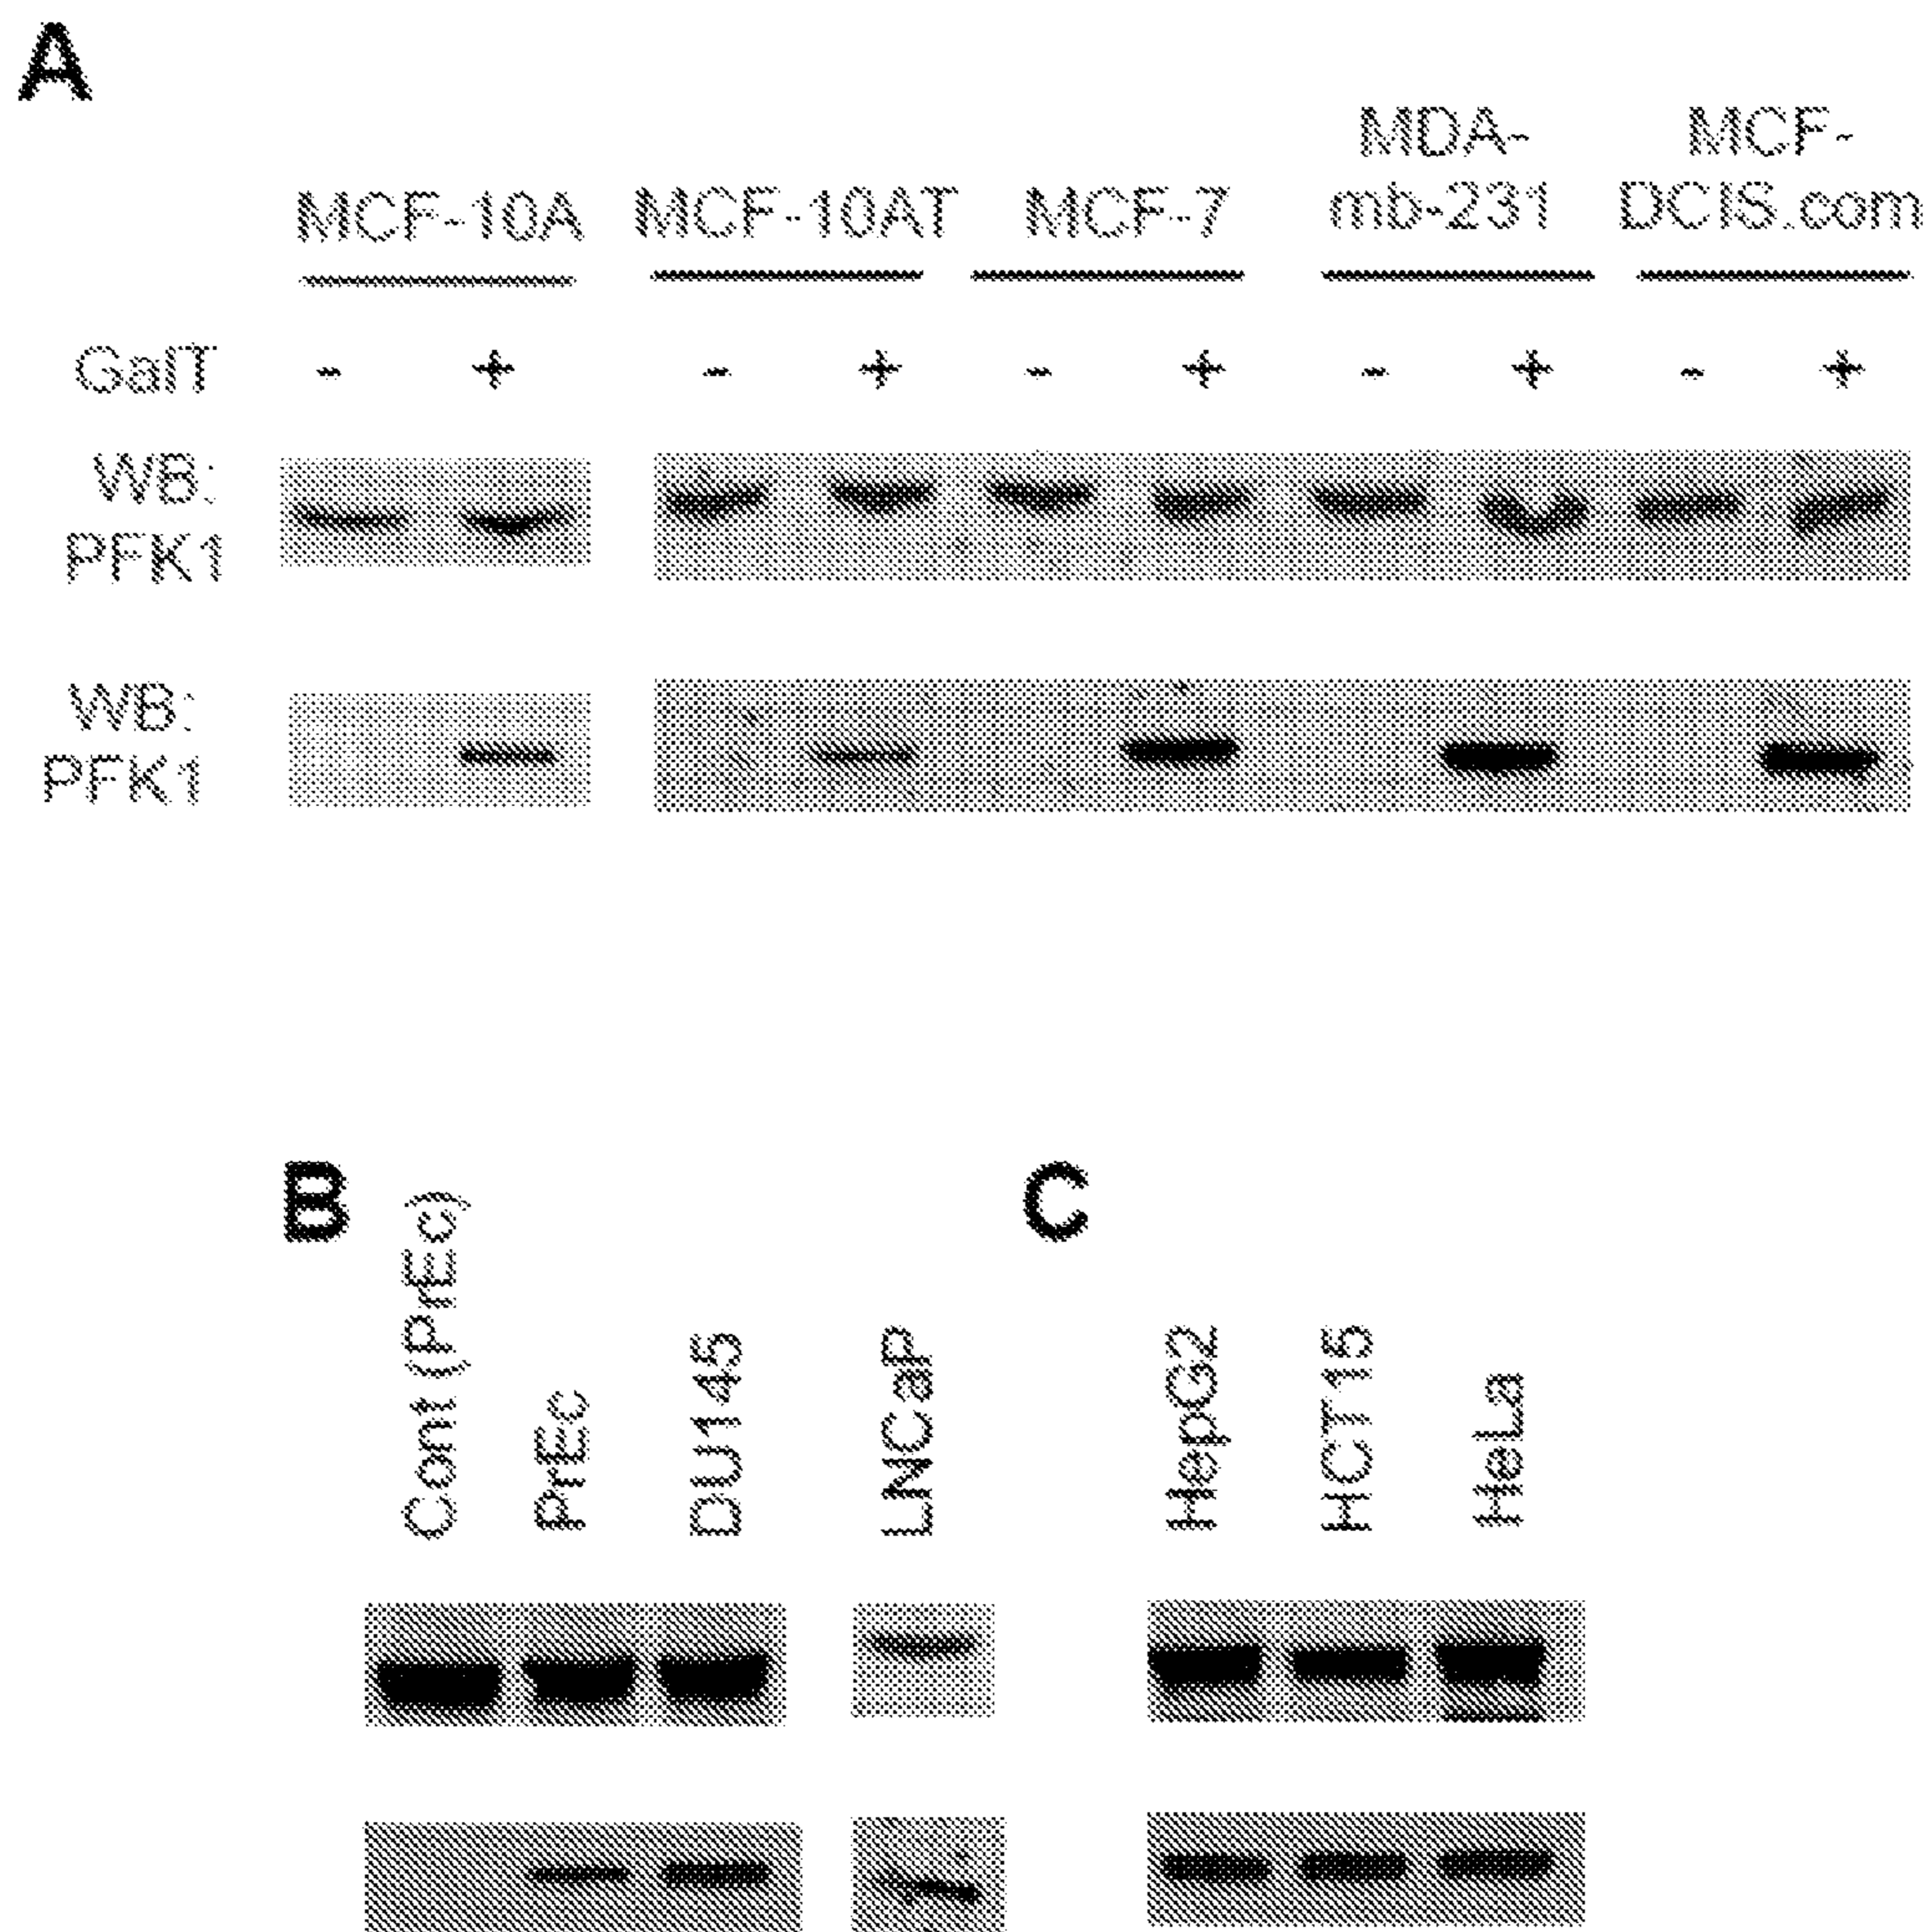 A
MCF-10A
MCF-10AT
MCF-7
MDA-
mb-231
MCF-
DCIS.com
GalT - + - + - + - + - +
WB:
PFK1
WB:
PFK1
B
Cont (PrEc)
PrEc
DU145
LNCaP
C
HepG2
HCT15
HeLa